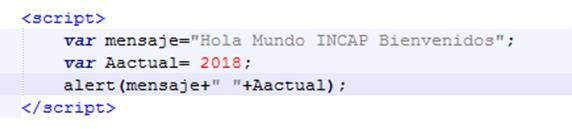 <script>
var mensaje="Hola Mundo INCAP Bienvenidos";
var Aactual= 2018;
alert(mensaje+" "+Aactual);
</script>